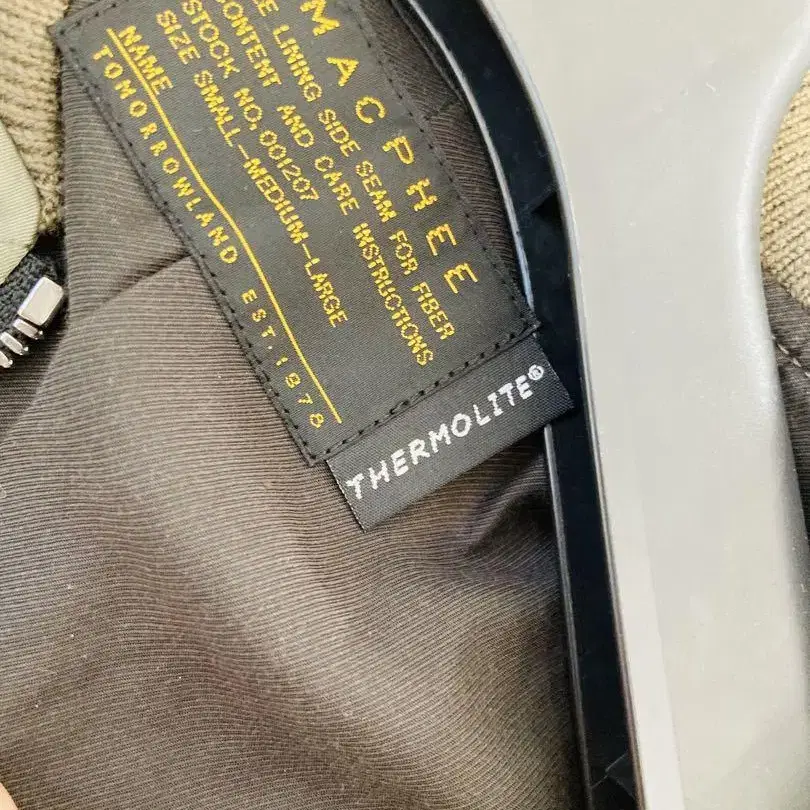 MACPHEE
LINING SIDE SEAM FOR FIBER
CONTENT AND CARE INSTRUCTIONS
STOCK NO, 001207
SIZE SMALL-MEDIUM-LARGE
NAME
TOMORROWLAND EST.1978
THERMOLITE®